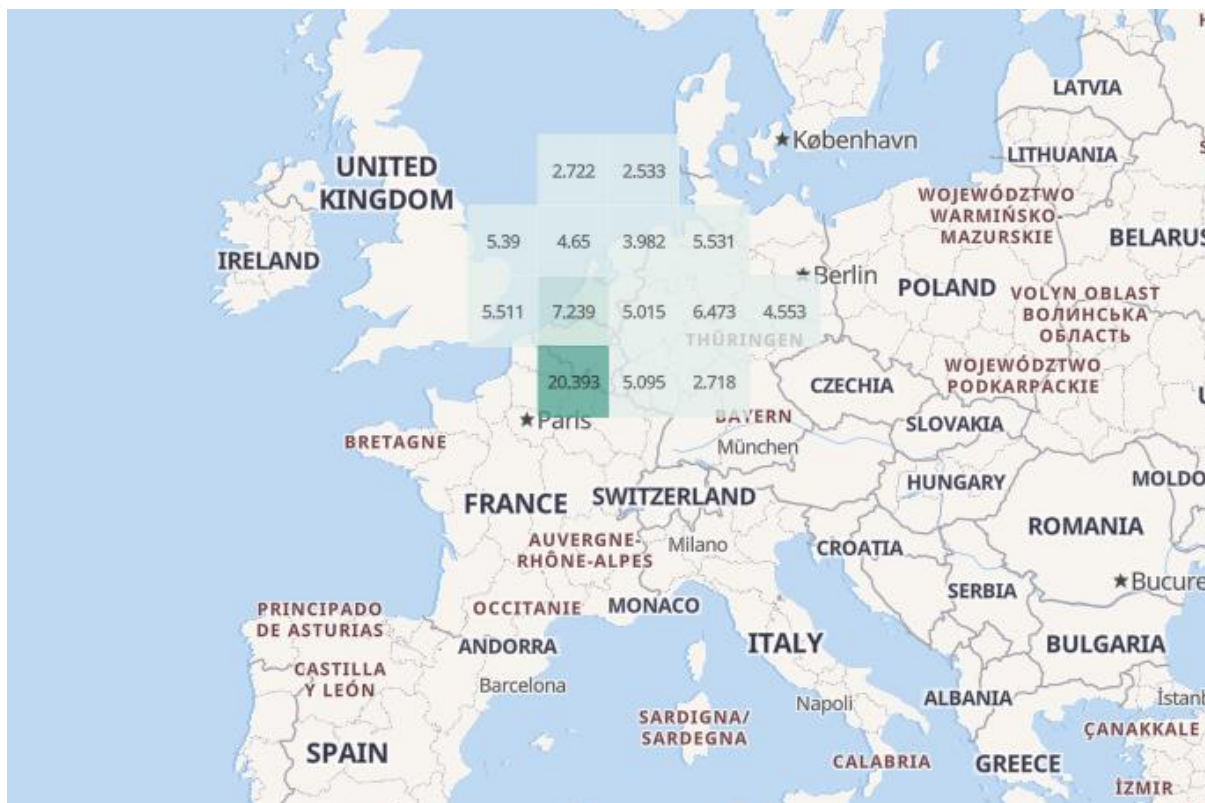 LATVIA
København
LITHUANIA
UNITED
KINGDOM
2.722
2.533
WOJEWÓDZTWO
WARMIŃSKO-
MAZURSKIE
IRELAND
5.39
4.65
3.982
5.531
BELARUS
Berlin
POLAND
VOLYN OBLAST
ВОЛИНСЬКА
ОБЛАСТЬ
5.511
7.239
5.015
6.473
4.553
THÜRINGEN
WOJEWÓDZTWO
PODKARPACKIE
20.393
5.095
2.718
CZECHIA
Paris
BAYERN
SLOVAKIA
BRETAGNE
München
HUNGARY
MOLDO
FRANCE
SWITZERLAND
ROMANIA
AUVERGNE-
RHÔNE-ALPES
Milano
CROATIA
SERBIA
Bucure
PRINCIPADO
DE ASTURIAS
OCCITANIE
MONACO
ANDORRA
ITALY
BULGARIA
CASTILLA
Y LEÓN
Barcelona
Napoli
ALBANIA
İstanb
SARDIGNA/
SARDEGNA
ÇANAKKALE
SPAIN
CALABRIA
GREECE
İZMIR